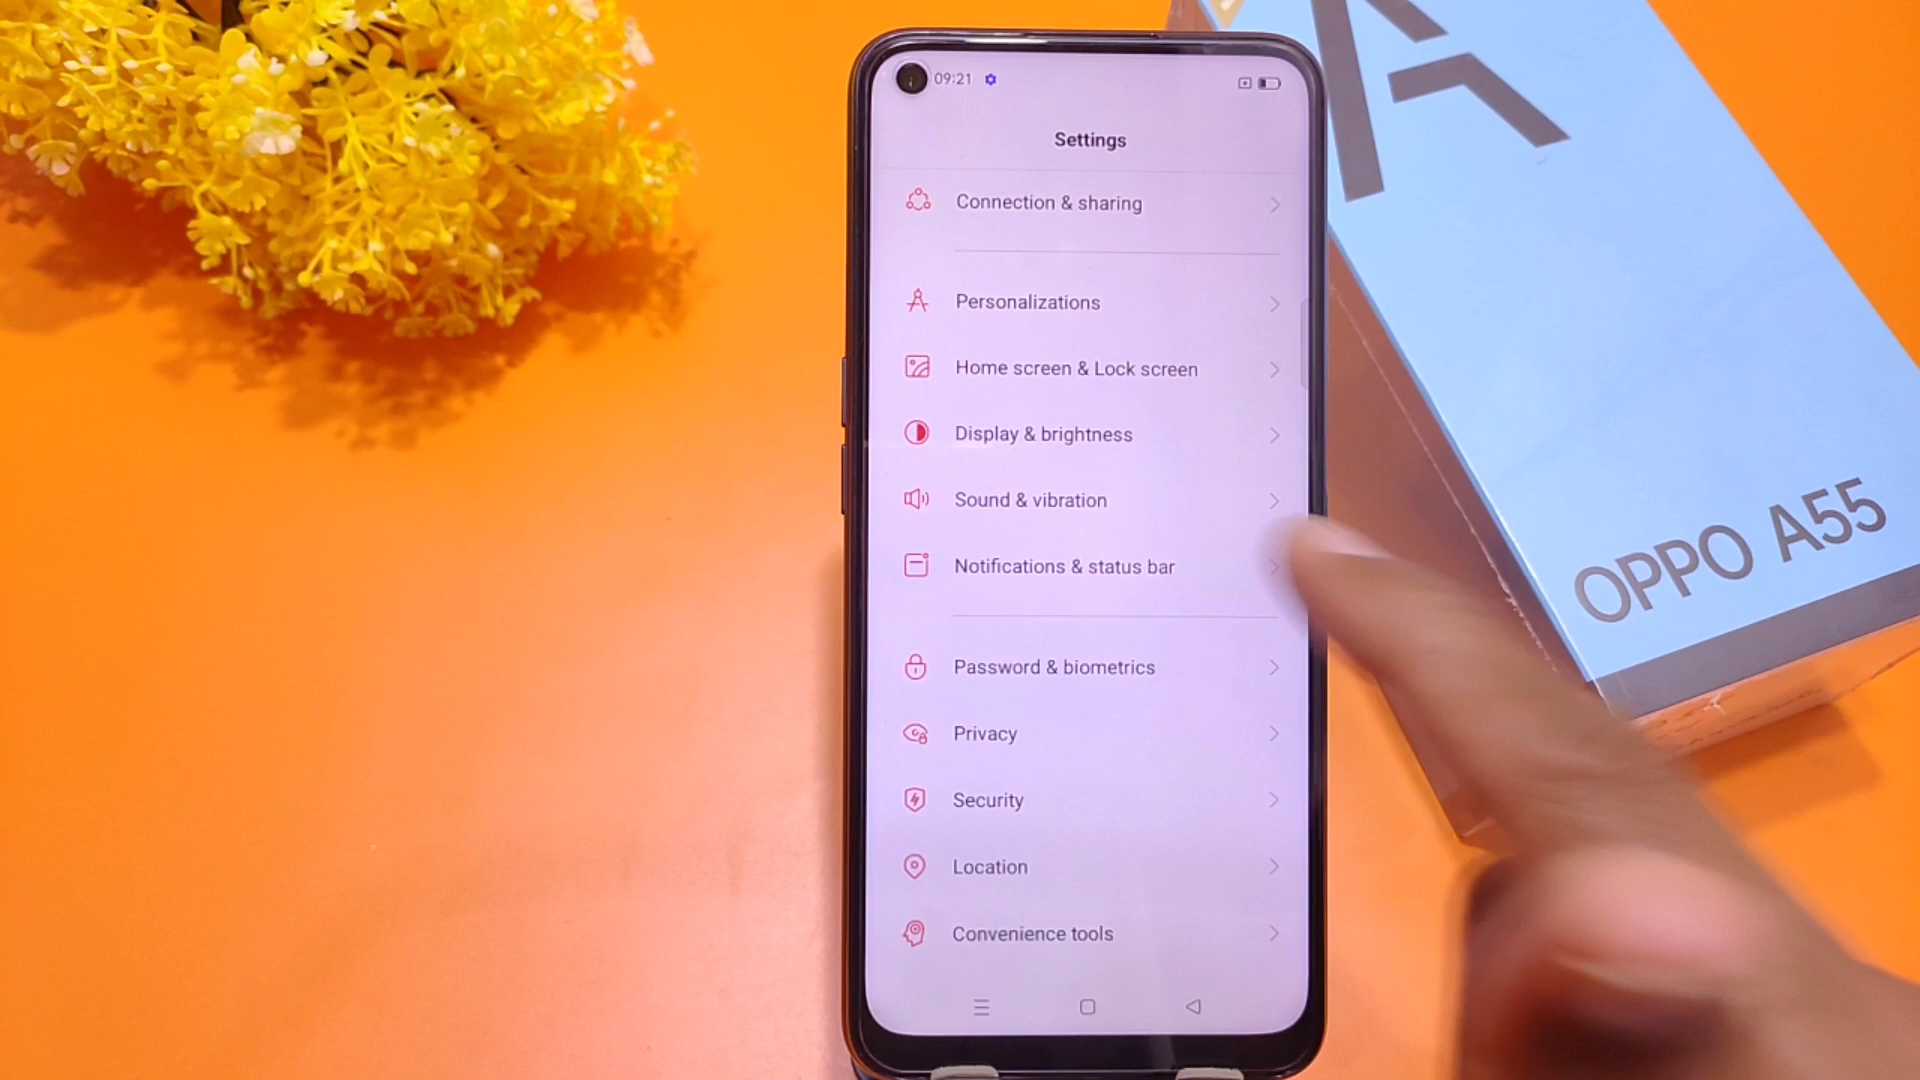 09:21
Settings
Connection & sharing
Personalizations
Home screen & Lock screen
Display & brightness
Sound & vibration
Notifications & status bar
Password & biometrics
Privacy
Security
Location
Convenience tools
A
OPPO A55